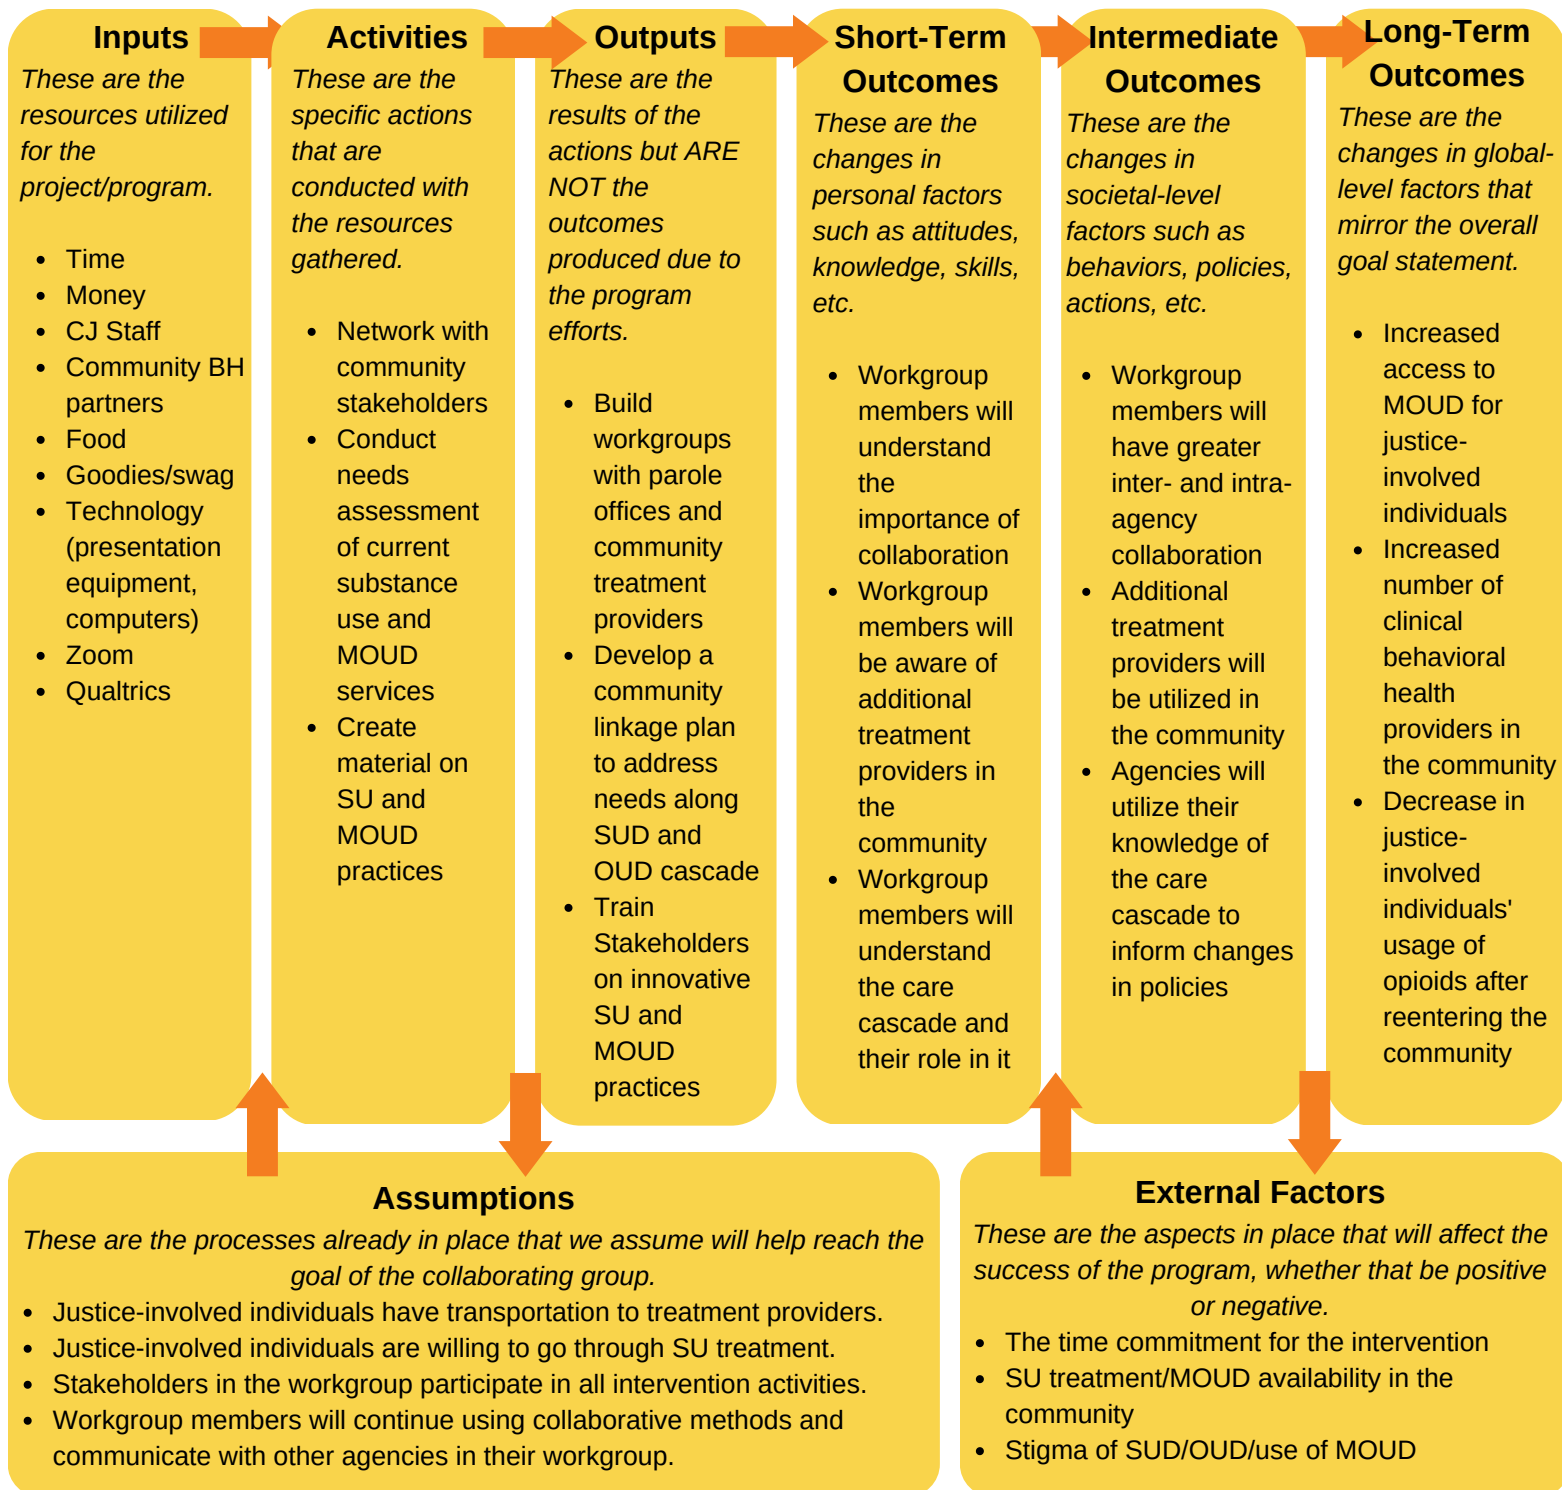 Inputs
These are the
resources utilized
for the
project/program.
• Time
• Money
• CJ Staff
• Community BH
partners
• Food
• Goodies/swag
• Technology
(presentation
equipment,
computers)
• Zoom
• Qualtrics
Activities
These are the
specific actions
that are
conducted with
the resources
gathered.
• Network with
community
stakeholders
• Conduct
needs
assessment
of current
substance
use and
MOUD
services
• Create
material on
SU and
MOUD
practices
Outputs
These are the
results of the
actions but ARE
NOT the
outcomes
produced due to
the program
efforts.
• Build
workgroups
with parole
offices and
community
treatment
providers
• Develop a
community
linkage plan
to address
needs along
SUD and
OUD cascade
• Train
Stakeholders
on innovative
SU and
MOUD
practices
Short-Term
Outcomes
These are the
changes in
personal factors
such as attitudes,
knowledge, skills,
etc.
• Workgroup
members will
understand
the
importance of
collaboration
• Workgroup
members will
be aware of
additional
treatment
providers in
the
community
• Workgroup
members will
understand
the care
cascade and
their role in it
Intermediate
Outcomes
These are the
changes in
societal-level
factors such as
behaviors, policies,
actions, etc.
• Workgroup
members will
have greater
inter- and intra-
agency
collaboration
• Additional
treatment
providers will
be utilized in
the community
• Agencies will
utilize their
knowledge of
the care
cascade to
inform changes
in policies
Long-Term
Outcomes
These are the
changes in global-
level factors that
mirror the overall
goal statement.
• Increased
access to
MOUD for
justice-
involved
individuals
• Increased
number of
clinical
behavioral
health
providers in
the community
• Decrease in
justice-
involved
individuals'
usage of
opioids after
reentering the
community
Assumptions
These are the processes already in place that we assume will help reach the
goal of the collaborating group.
• Justice-involved individuals have transportation to treatment providers.
• Justice-involved individuals are willing to go through SU treatment.
• Stakeholders in the workgroup participate in all intervention activities.
• Workgroup members will continue using collaborative methods and
communicate with other agencies in their workgroup.
External Factors
These are the aspects in place that will affect the
success of the program, whether that be positive
or negative.
• The time commitment for the intervention
• SU treatment/MOUD availability in the
community
• Stigma of SUD/OUD/use of MOUD